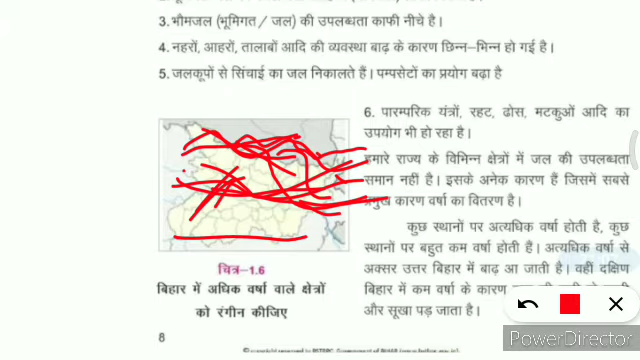 3. भौमजल (भूमिगत / जल) की उपलब्धता काफी नीचे है।
4. नहरों, आहरों, तालाबों आदि की व्यवस्था बाढ़ के कारण छिन्न–भिन्न हो गई है।
5. जलकूपों से सिंचाई का जल निकालते हैं। पम्पसेटों का प्रयोग बढ़ा है
6. पारम्परिक यंत्रों, रहट, ढोस, मटकुओं आदि का
उपयोग भी हो रहा है।
हमारे राज्य के विभिन्न क्षेत्रों में जल की उपलब्धता
समान नहीं है। इसके अनेक कारण हैं जिसमें सबसे
प्रमुख कारण वर्षा का वितरण है।
कुछ स्थानों पर अत्यधिक वर्षा होती है, कुछ
स्थानों पर बहुत कम वर्षा होती हैं। अत्यधिक वर्षा से
अक्सर उत्तर बिहार में बाढ़ आ जाती है। वहीं दक्षिण
बिहार में कम वर्षा के कारण
और सूखा पड़ जाता है।
चित्र–1.6
बिहार में अधिक वर्षा वाले क्षेत्रों
को रंगीन कीजिए
8
PowerDirector